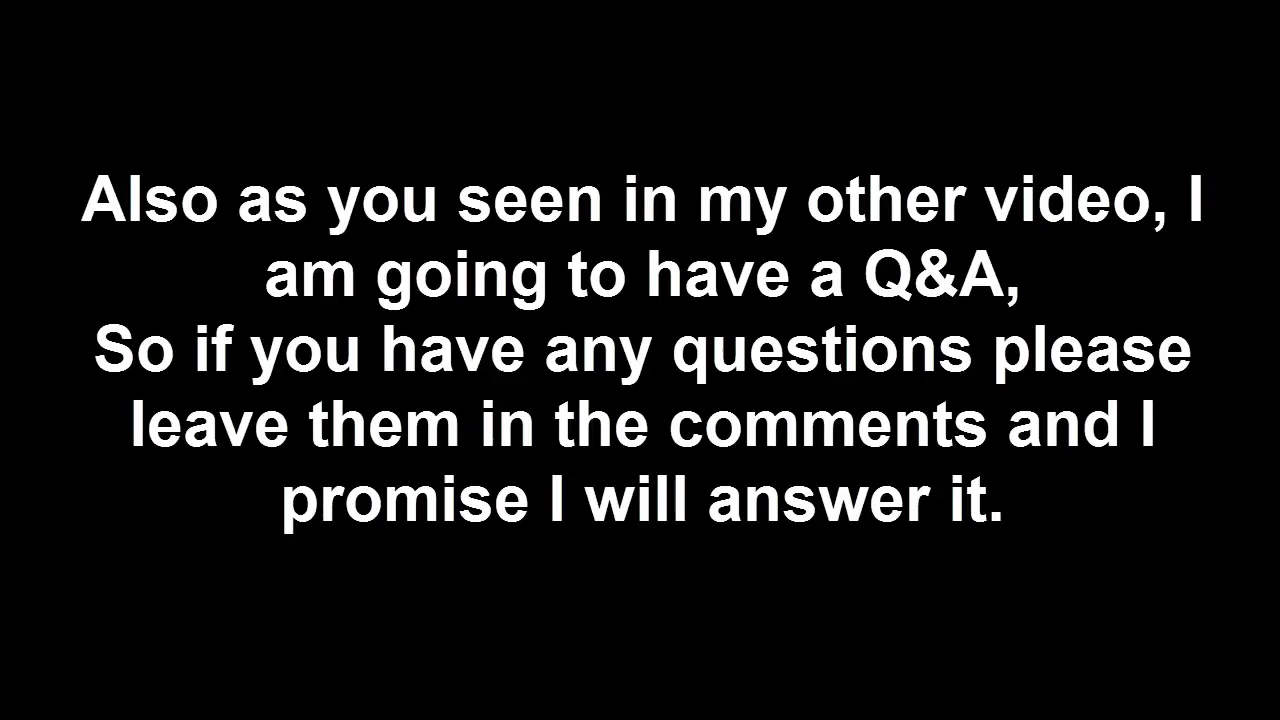 Also as you seen in my other video, I
am going to have a Q&A,
So if you have any questions please
leave them in the comments and I
promise I will answer it.